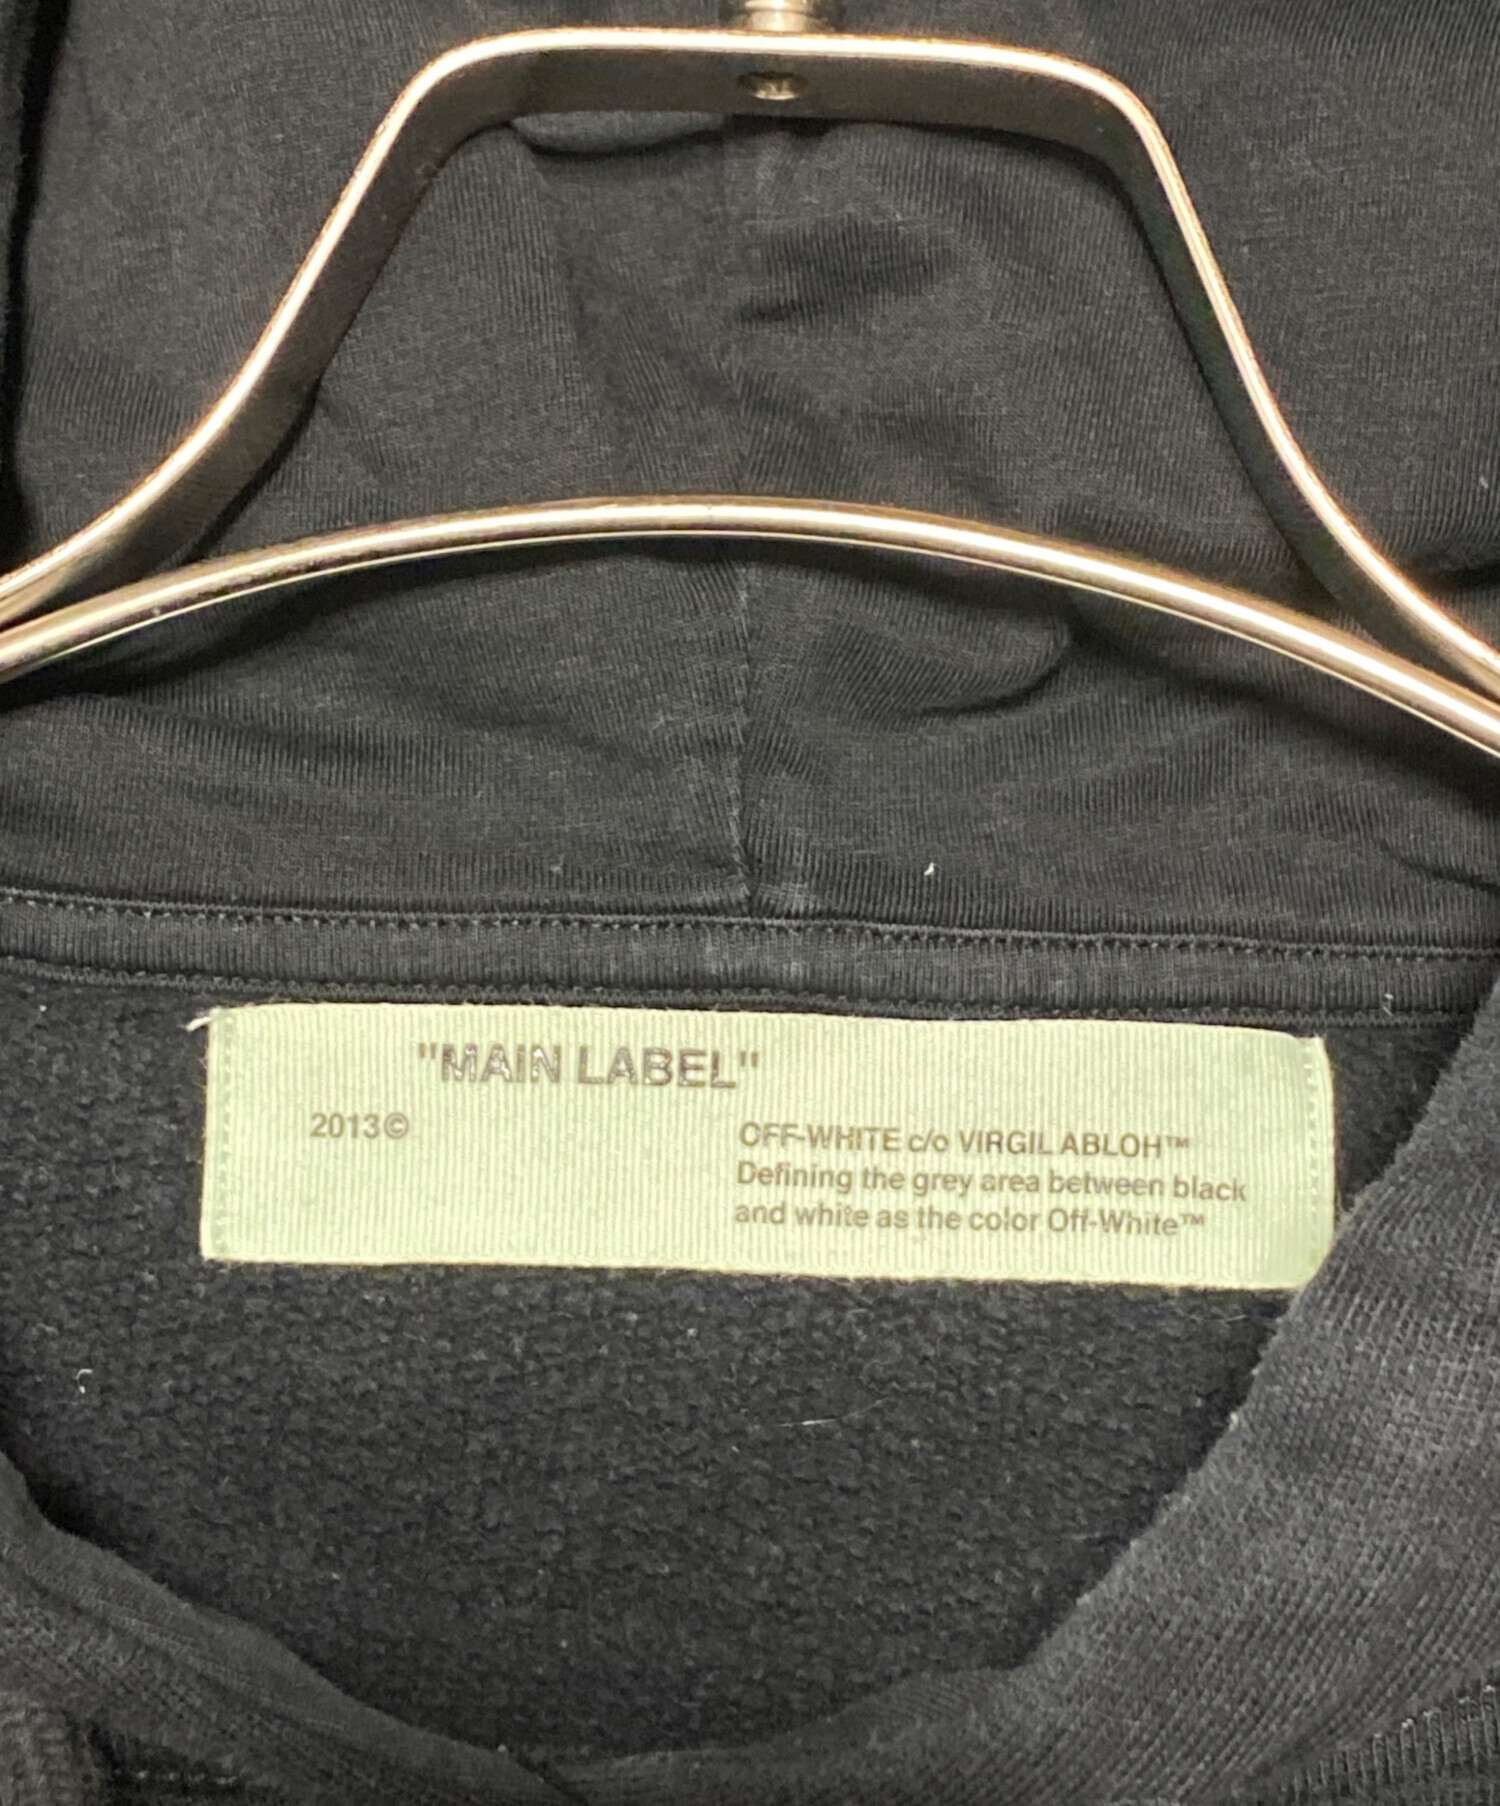 "MAIN LABEL"
2013©
OFF-WHITE c/o VIRGIL ABLOH™
Defining the grey area between black
and white as the color Off-White™